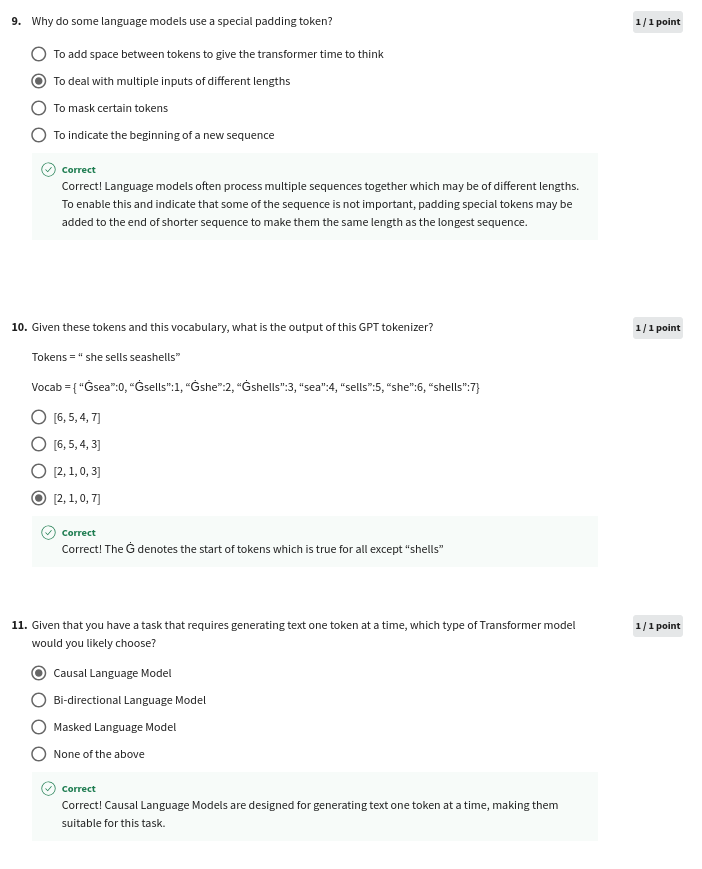 9. Why do some language models use a special padding token?
1 / 1 point
To add space between tokens to give the transformer time to think
To deal with multiple inputs of different lengths
To mask certain tokens
To indicate the beginning of a new sequence
Correct
Correct! Language models often process multiple sequences together which may be of different lengths.
To enable this and indicate that some of the sequence is not important, padding special tokens may be
added to the end of shorter sequence to make them the same length as the longest sequence.
10. Given these tokens and this vocabulary, what is the output of this GPT tokenizer?
1 / 1 point
Tokens = “ she sells seashells”
Vocab = { “Ġsea”:0, “Ġsells”:1, “Ġshe”:2, “Ġshells”:3, “sea”:4, “sells”:5, “she”:6, “shells”:7}
[6, 5, 4, 7]
[6, 5, 4, 3]
[2, 1, 0, 3]
[2, 1, 0, 7]
Correct
Correct! The Ġ denotes the start of tokens which is true for all except “shells”
11. Given that you have a task that requires generating text one token at a time, which type of Transformer model
would you likely choose?
1 / 1 point
Causal Language Model
Bi-directional Language Model
Masked Language Model
None of the above
Correct
Correct! Causal Language Models are designed for generating text one token at a time, making them
suitable for this task.